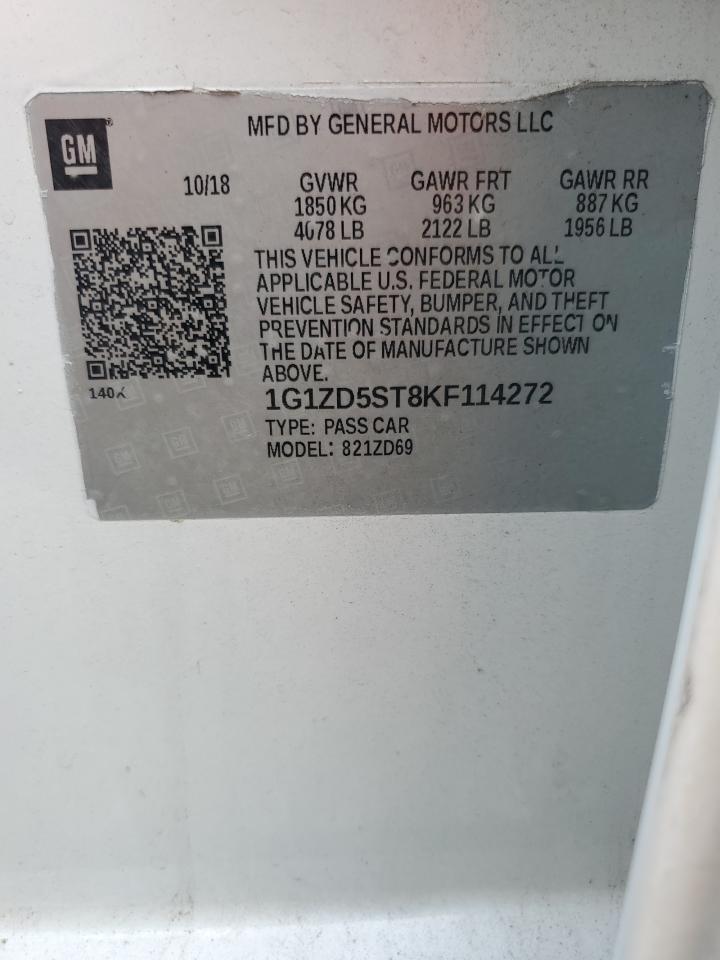 GM
MFD BY GENERAL MOTORS LLC
10/18 GVWR GAWR FRT GAWR RR
1850 KG 963 KG 887 KG
4078 LB 2122 LB 1956 LB
THIS VEHICLE CONFORMS TO ALL
APPLICABLE U.S. FEDERAL MOTOR
VEHICLE SAFETY, BUMPER, AND THEFT
PREVENTION STANDARDS IN EFFECT ON
THE DATE OF MANUFACTURE SHOWN
ABOVE.
140X
1G1ZD5ST8KF114272
TYPE: PASS CAR
MODEL: 821ZD69